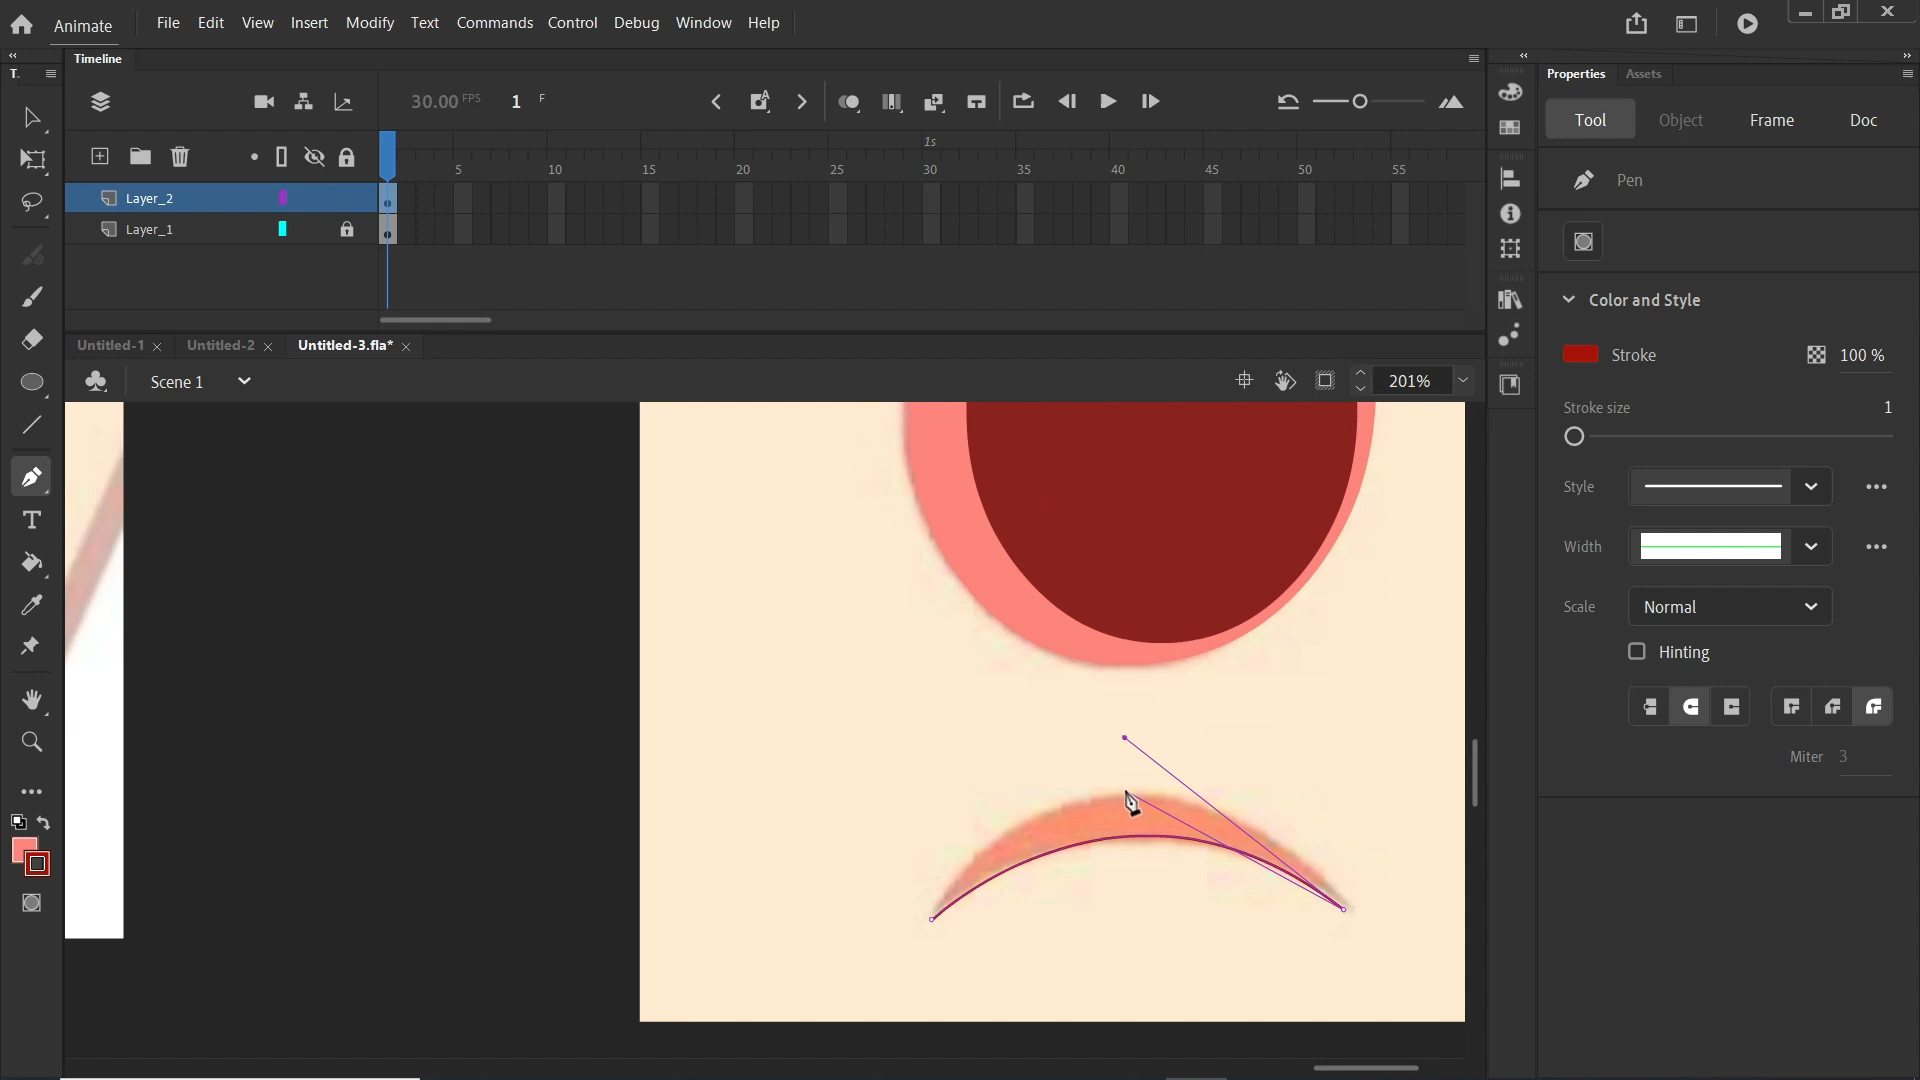 Animate File Edit View Insert Modify Text Commands Control Debug Window Help
T. Timeline Properties Assets
30.00 FPS 1 F
Tool Object Frame Doc
1s
5 10 15 20 25 30 35 40 45 50 55
Pen
Layer_2
Layer_1
Color and Style
Untitled-1 Untitled-2 Untitled-3.fla*
Stroke 100 %
Scene 1 201%
Stroke size 1
Style
Width
Scale Normal
Hinting
Miter 3
T